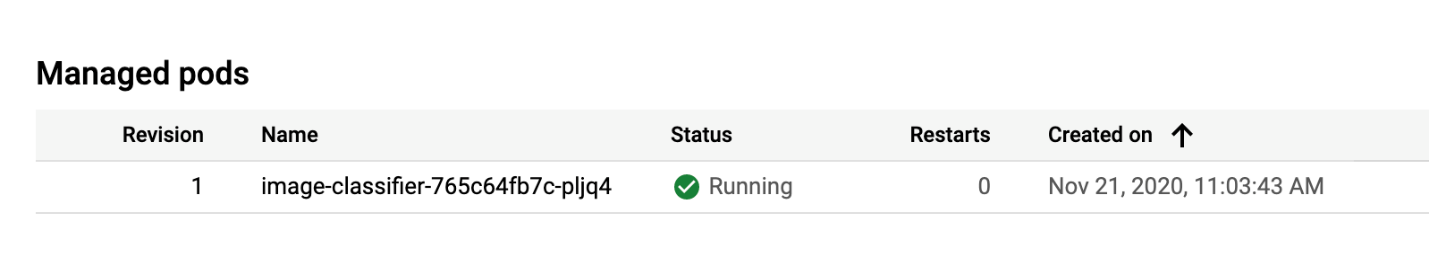 Managed pods
Revision Name Status Restarts Created on
1 image-classifier-765c64fb7c-pljq4 Running 0 Nov 21, 2020, 11:03:43 AM